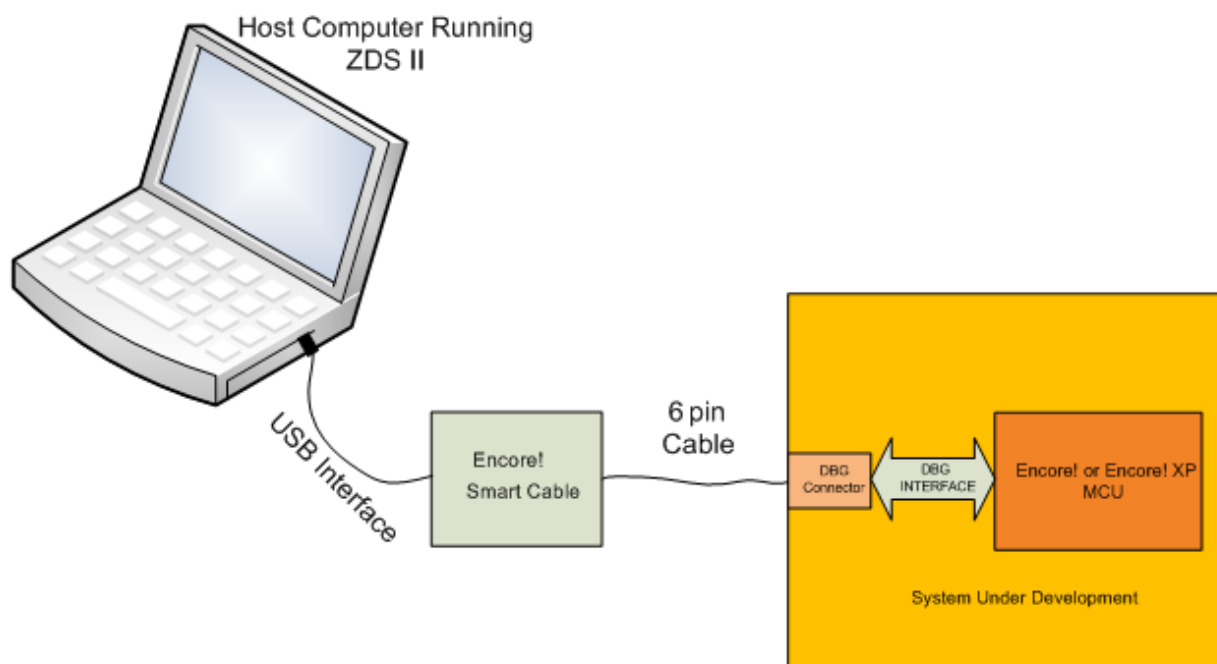 Host Computer Running
ZDS II
USB Interface
Encore!
Smart Cable
6 pin
Cable
DBG
Connector
DBG
INTERFACE
Encore! or Encore! XP
MCU
System Under Development